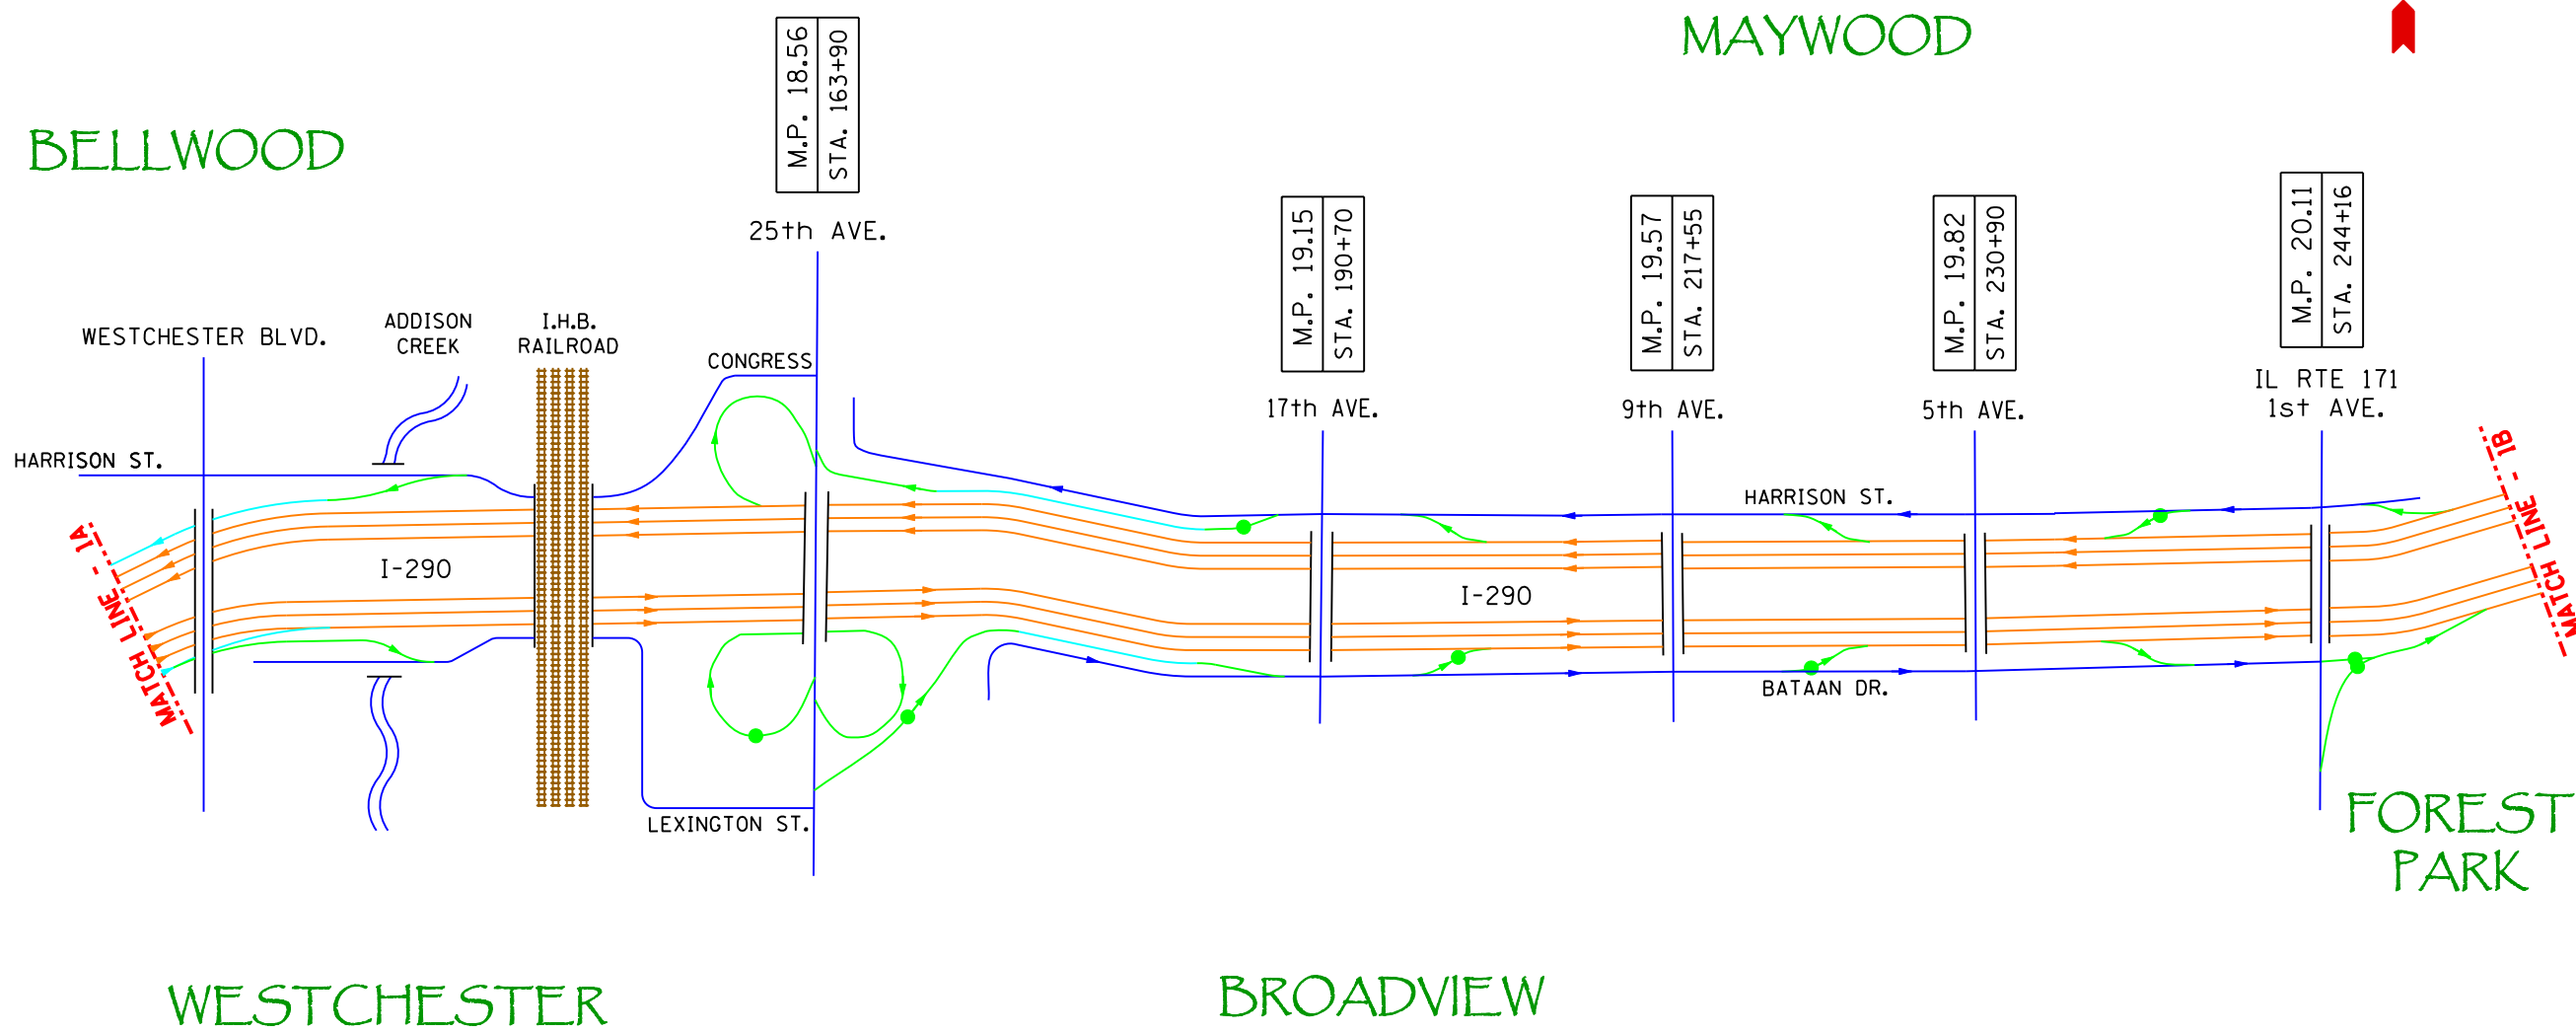 MAYWOOD
BELLWOOD
M.P. 18.56
STA. 163+90
25th AVE.
M.P. 19.15
STA. 190+70
17th AVE.
M.P. 19.57
STA. 217+55
9th AVE.
M.P. 19.82
STA. 230+90
5th AVE.
M.P. 20.11
STA. 244+16
IL RTE 171
1st AVE.
WESTCHESTER BLVD.
ADDISON
CREEK
I.H.B.
RAILROAD
CONGRESS
HARRISON ST.
HARRISON ST.
MATCH LINE - 1A
I-290
I-290
MATCH LINE - 1B
BATAAN DR.
LEXINGTON ST.
FOREST
PARK
WESTCHESTER
BROADVIEW